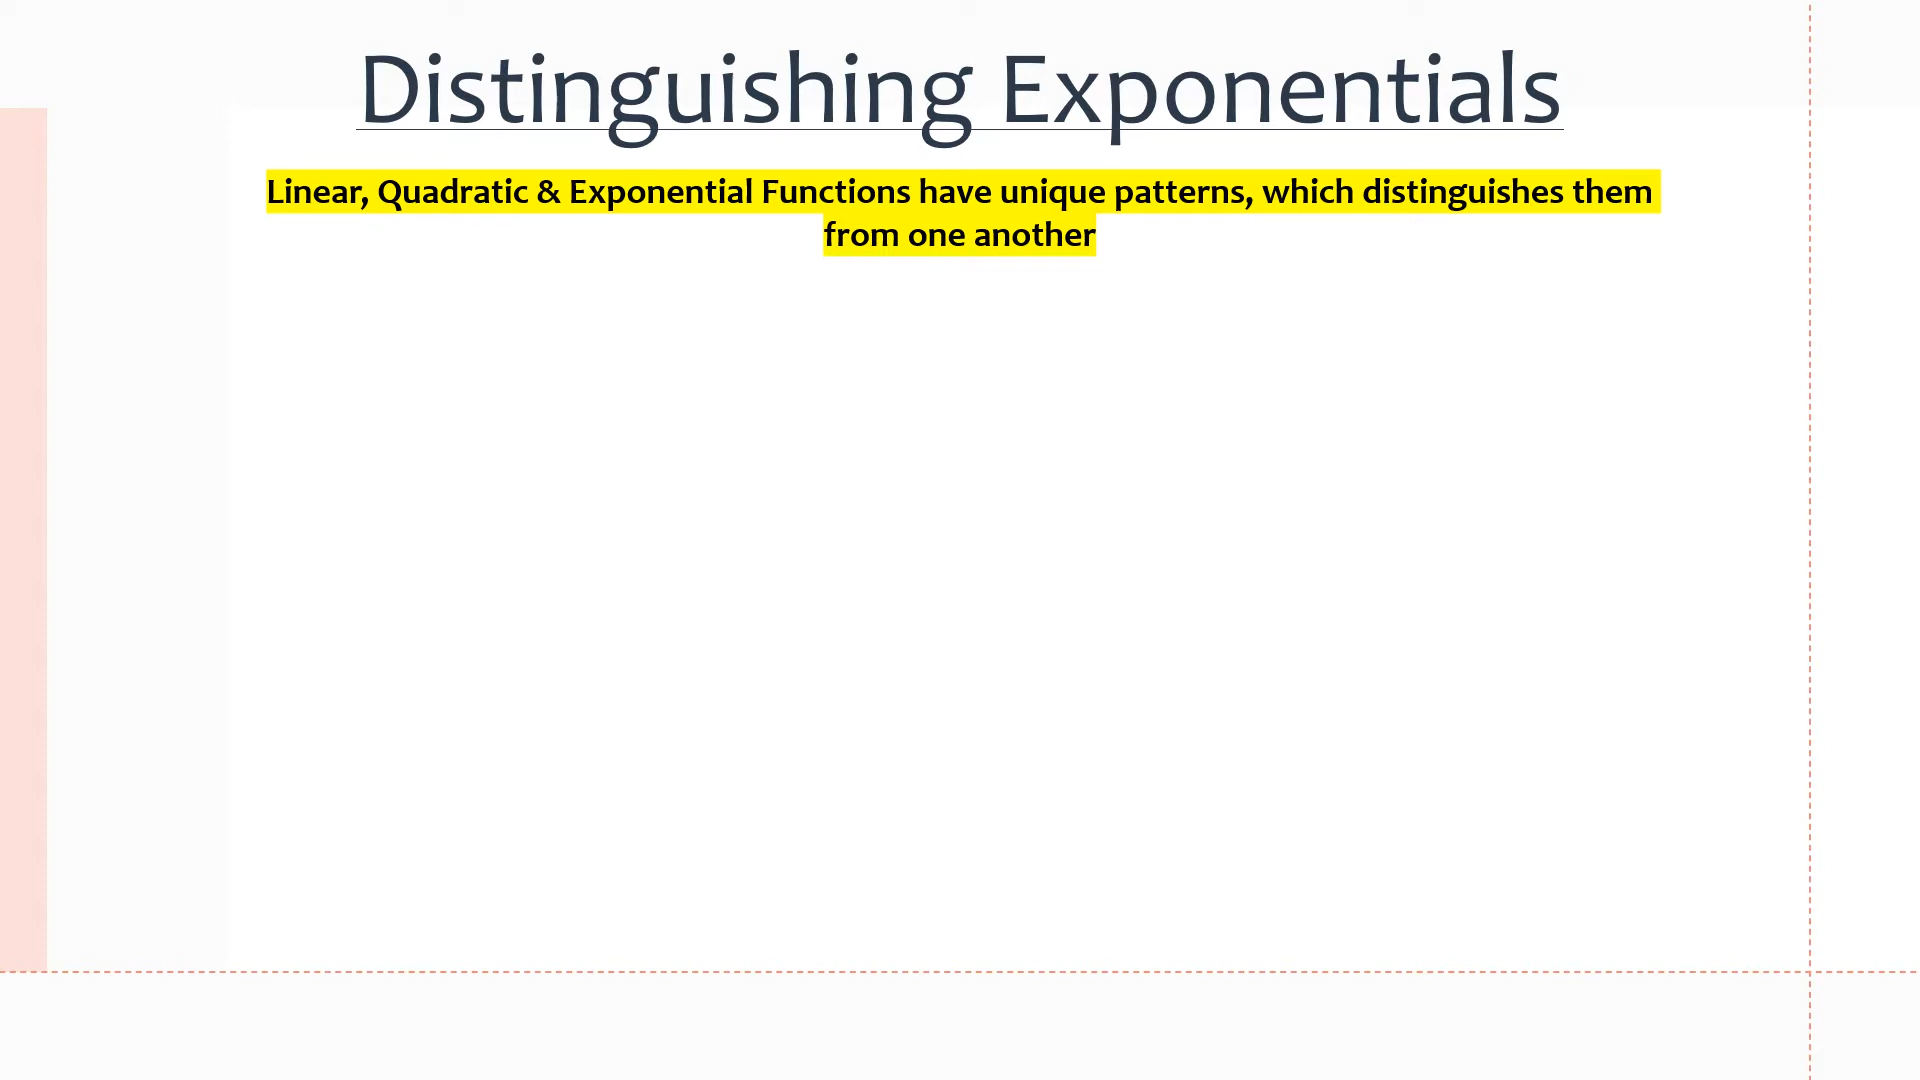 Distinguishing Exponentials
Linear, Quadratic & Exponential Functions have unique patterns, which distinguishes them
from one another